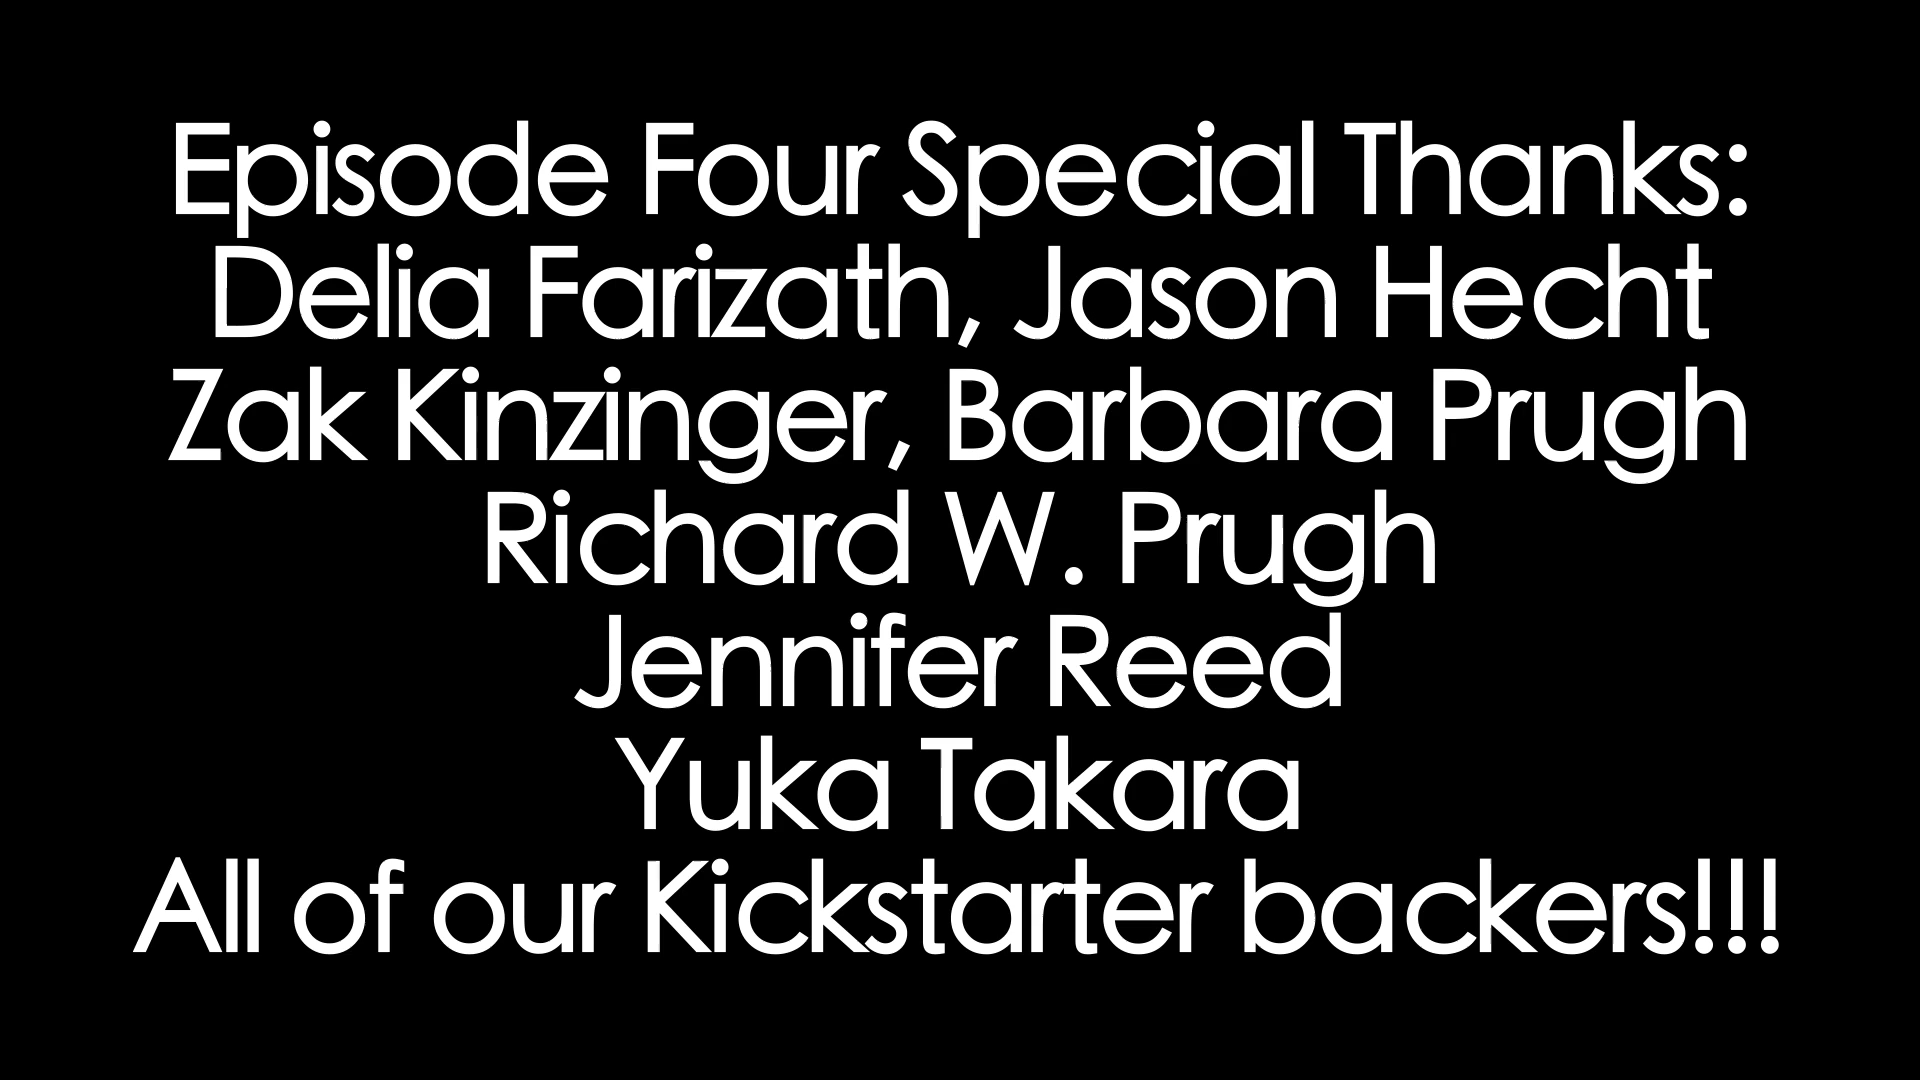 Episode Four Special Thanks:
Delia Farizath, Jason Hecht
Zak Kinzinger, Barbara Prugh
Richard W. Prugh
Jennifer Reed
Yuka Takara
All of our Kickstarter backers!!!